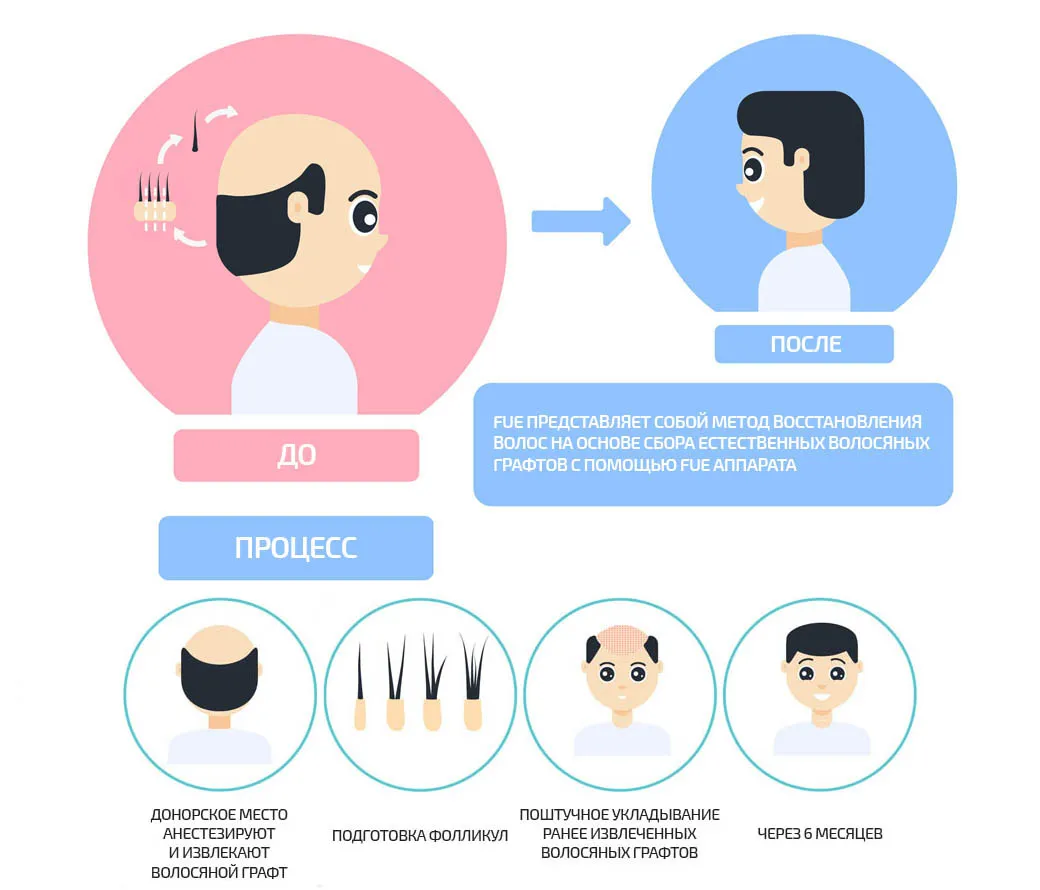 ДО
ПОСЛЕ
FUE ПРЕДСТАВЛЯЕТ СОБОЙ МЕТОД ВОССТАНОВЛЕНИЯ
ВОЛОС НА ОСНОВЕ СБОРА ЕСТЕСТВЕННЫХ ВОЛОСЯНЫХ
ГРАФТОВ С ПОМОЩЬЮ FUE АППАРАТА
ПРОЦЕСС
ДОНОРСКОЕ МЕСТО
АНЕСТЕЗИРУЮТ
И ИЗВЛЕКАЮТ
ВОЛОСЯНОЙ ГРАФТ
ПОДГОТОВКА ФОЛЛИКУЛ
ПОШТУЧНОЕ УКЛАДЫВАНИЕ
РАНЕЕ ИЗВЛЕЧЕННЫХ
ВОЛОСЯНЫХ ГРАФТОВ
ЧЕРЕЗ 6 МЕСЯЦЕВ